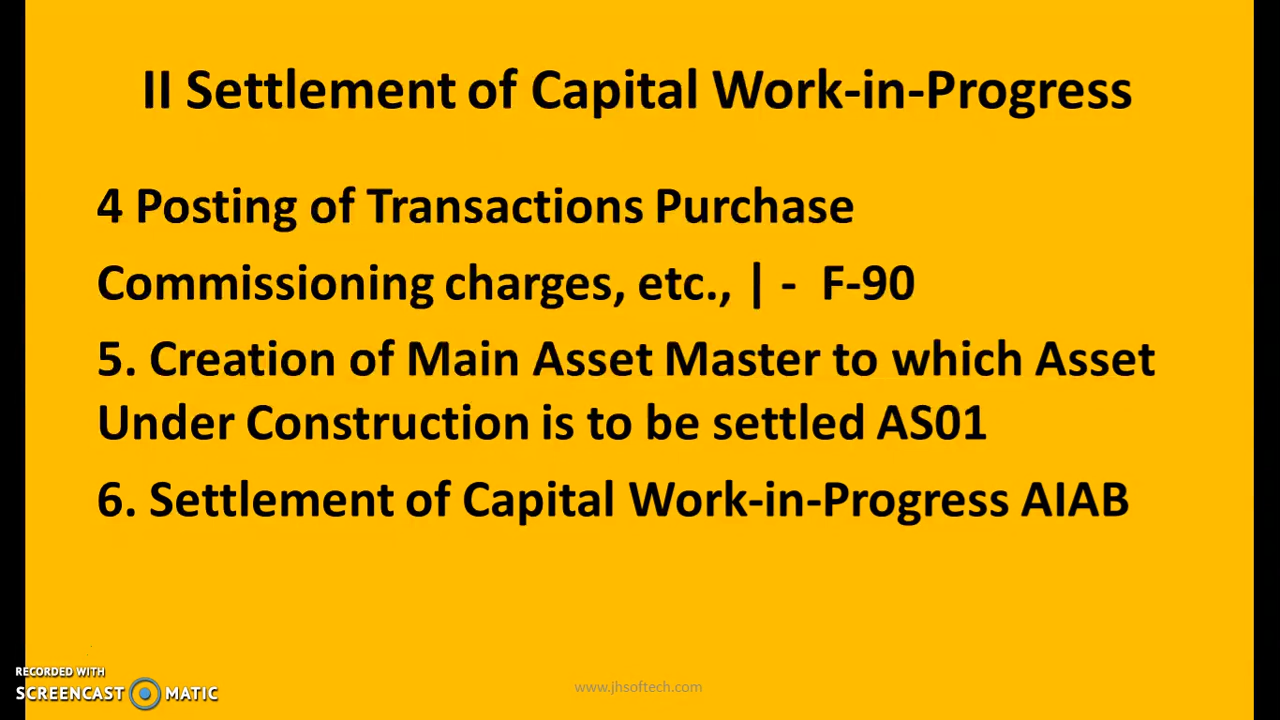 II Settlement of Capital Work-in-Progress
4 Posting of Transactions Purchase
Commissioning charges, etc., | - F-90
5. Creation of Main Asset Master to which Asset
Under Construction is to be settled AS01
6. Settlement of Capital Work-in-Progress AIAB
RECORDED WITH
SCREENCAST MATIC
www.jhsoftech.com